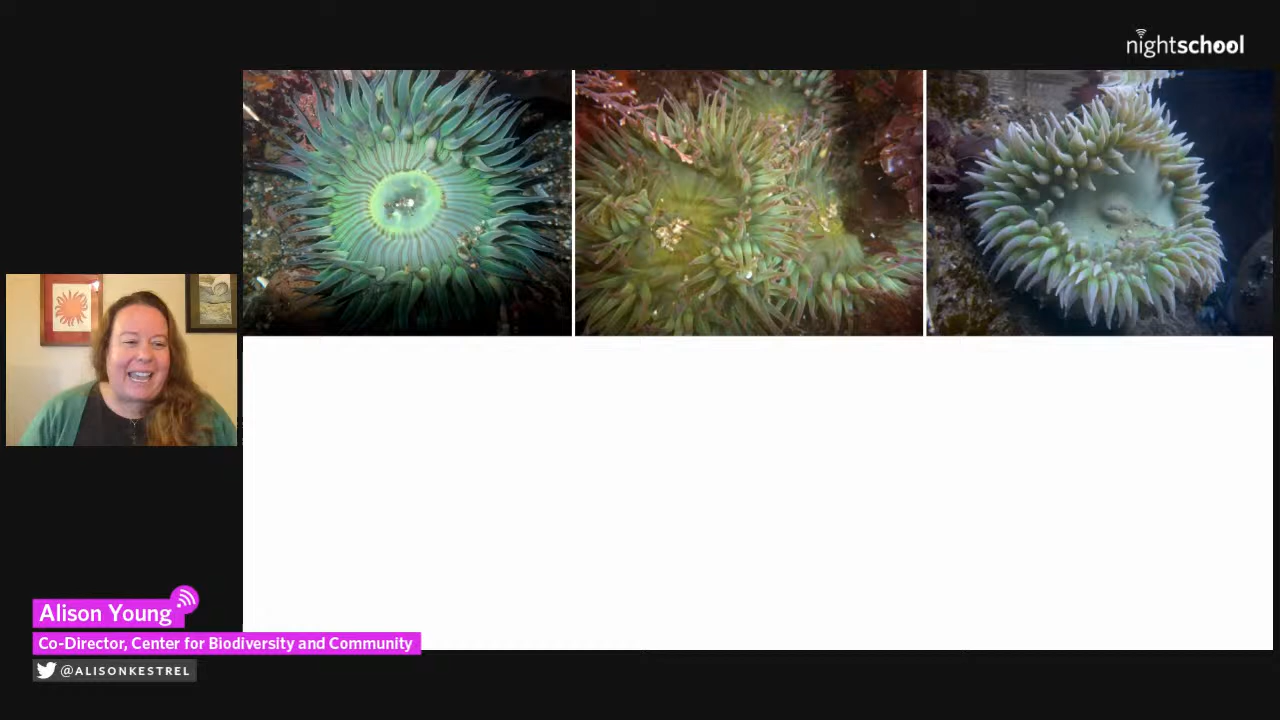 nightschool
Alison Young
Co-Director, Center for Biodiversity and Community
@ALISONKESTREL